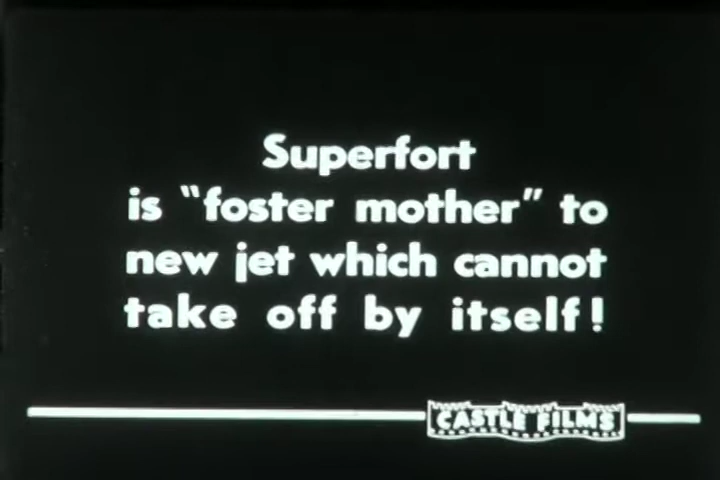 Superfort
is "foster mother" to
new jet which cannot
take off by itself!
CASTLE FILMS